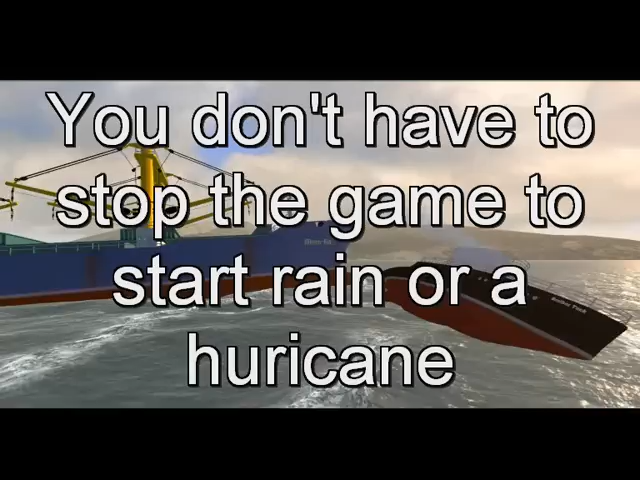 You don't have to
stop the game to
start rain or a
huricane